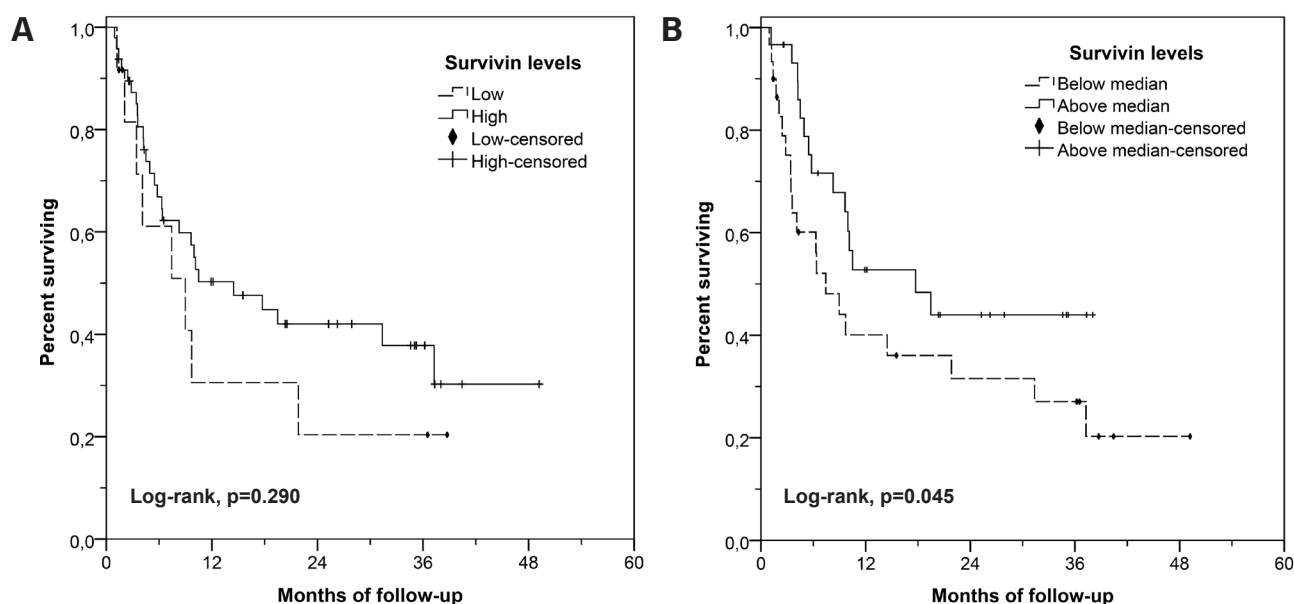 A
Percent surviving
1,0
0,8
0,6
0,4
0,2
0,0
Survivin levels
Low
High
Low-censored
High-censored
Log-rank, p=0.290
0 12 24 36 48 60
Months of follow-up
B
Percent surviving
1,0
0,8
0,6
0,4
0,2
0,0
Survivin levels
Below median
Above median
Below median-censored
Above median-censored
Log-rank, p=0.045
0 12 24 36 48 60
Months of follow-up